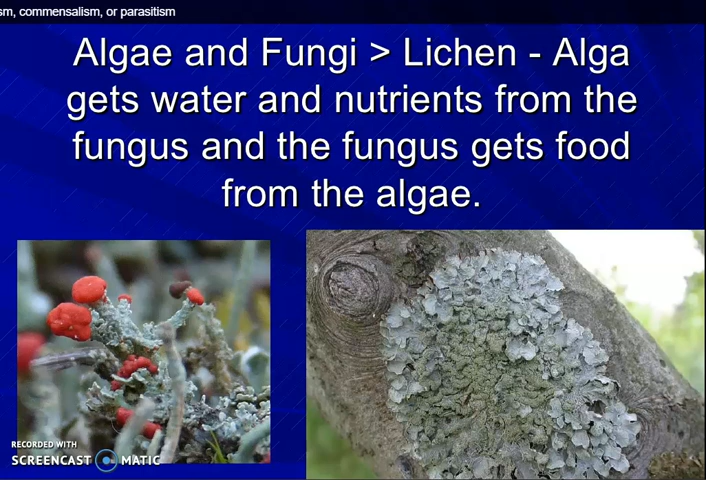 sm, commensalism, or parasitism
Algae and Fungi > Lichen - Alga
gets water and nutrients from the
fungus and the fungus gets food
from the algae.
RECORDED WITH
SCREENCAST MATIC